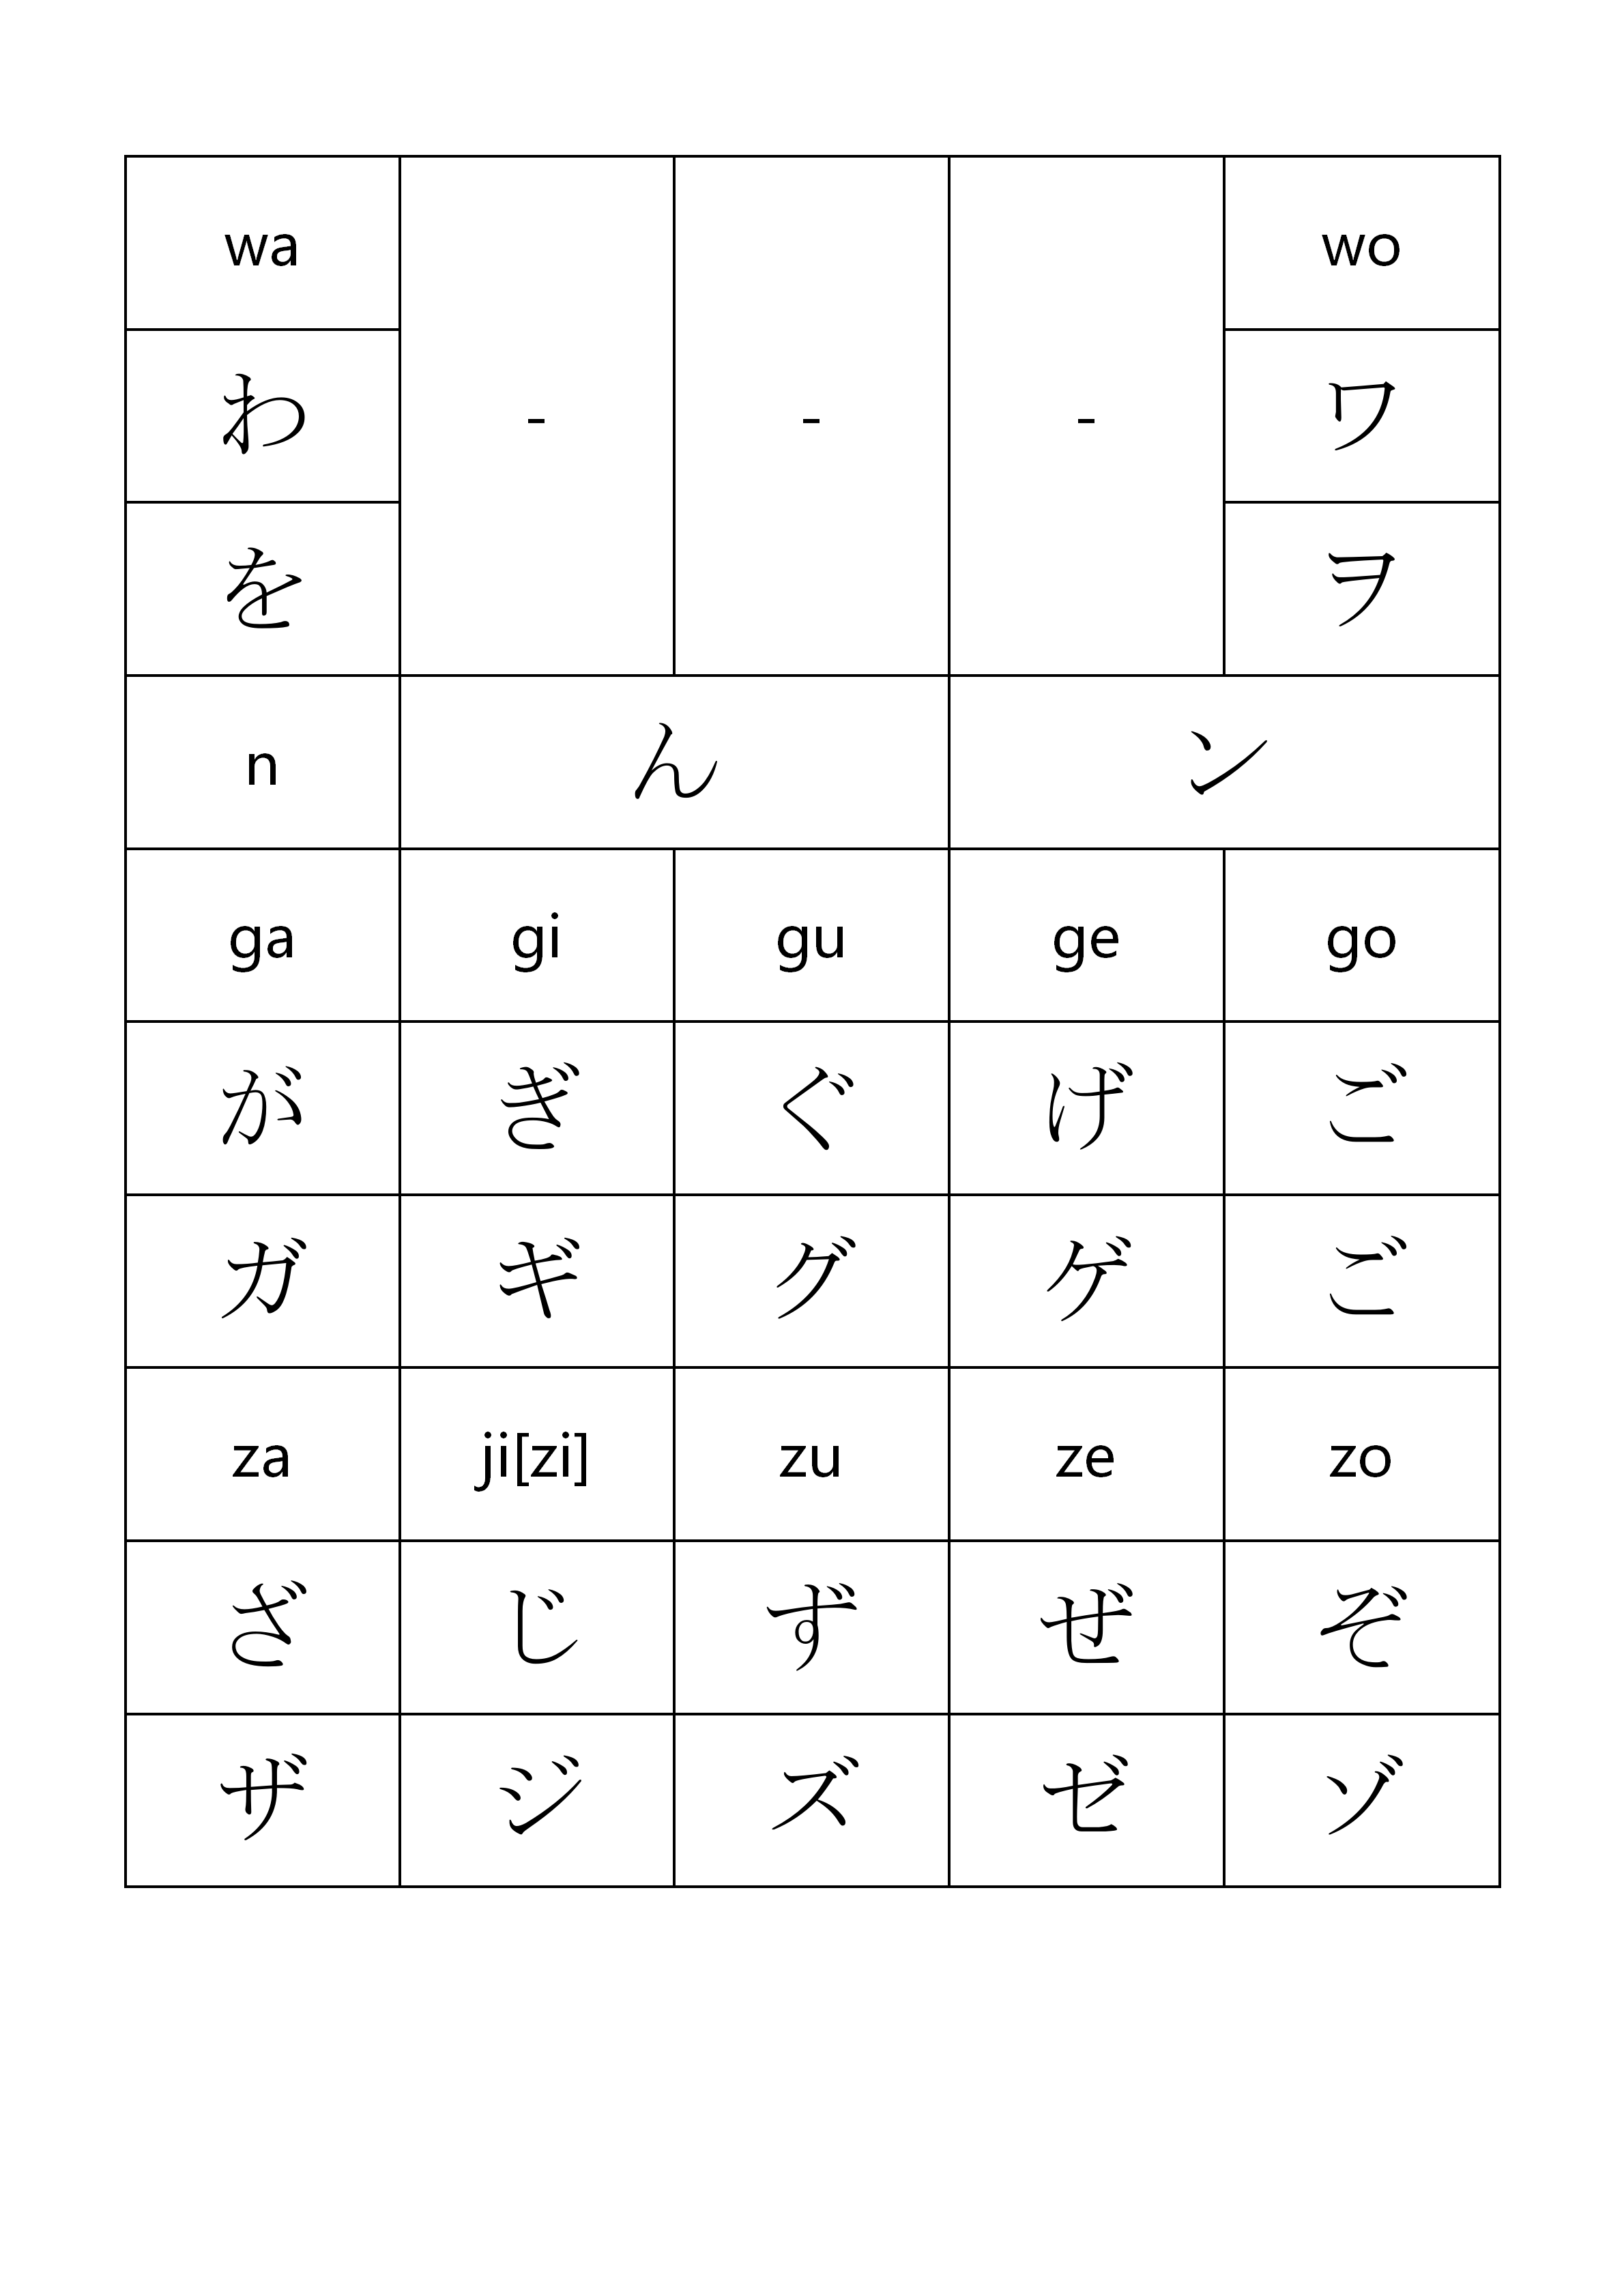 wa - - - wo
わ ワ
を ヲ
n ん ン
ga gi gu ge go
が ぎ ぐ げ ご
ガ ギ グ ゲ ご
za ji[zi] zu ze zo
ざ じ ず ぜ ぞ
ザ ジ ズ ゼ ゾ